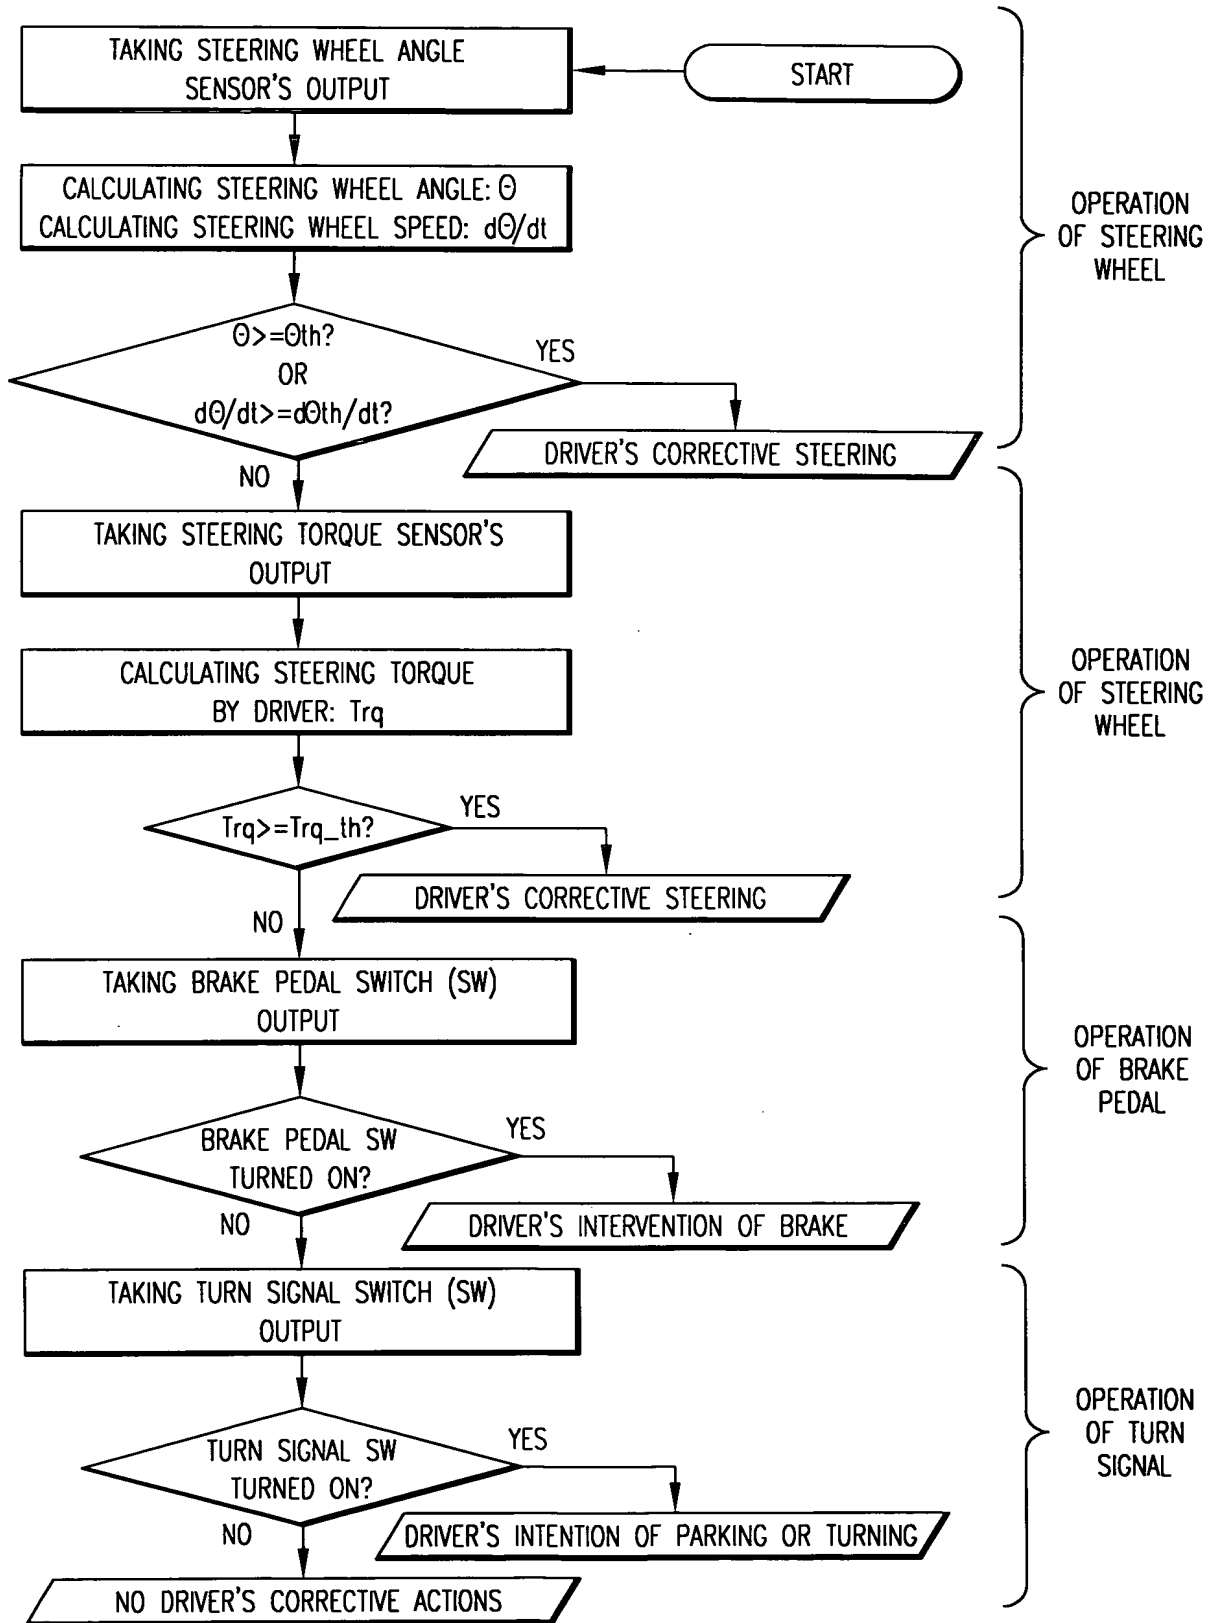 START
TAKING STEERING WHEEL ANGLE
SENSOR'S OUTPUT
CALCULATING STEERING WHEEL ANGLE: Θ
CALCULATING STEERING WHEEL SPEED: dΘ/dt
Θ>=Θth?
OR
dΘ/dt>=dΘth/dt?
YES
DRIVER'S CORRECTIVE STEERING
NO
OPERATION
OF STEERING
WHEEL
TAKING STEERING TORQUE SENSOR'S
OUTPUT
CALCULATING STEERING TORQUE
BY DRIVER: Trq
Trq>=Trq_th?
YES
DRIVER'S CORRECTIVE STEERING
NO
OPERATION
OF STEERING
WHEEL
TAKING BRAKE PEDAL SWITCH (SW)
OUTPUT
BRAKE PEDAL SW
TURNED ON?
YES
DRIVER'S INTERVENTION OF BRAKE
NO
OPERATION
OF BRAKE
PEDAL
TAKING TURN SIGNAL SWITCH (SW)
OUTPUT
TURN SIGNAL SW
TURNED ON?
YES
DRIVER'S INTENTION OF PARKING OR TURNING
NO
NO DRIVER'S CORRECTIVE ACTIONS
OPERATION
OF TURN
SIGNAL